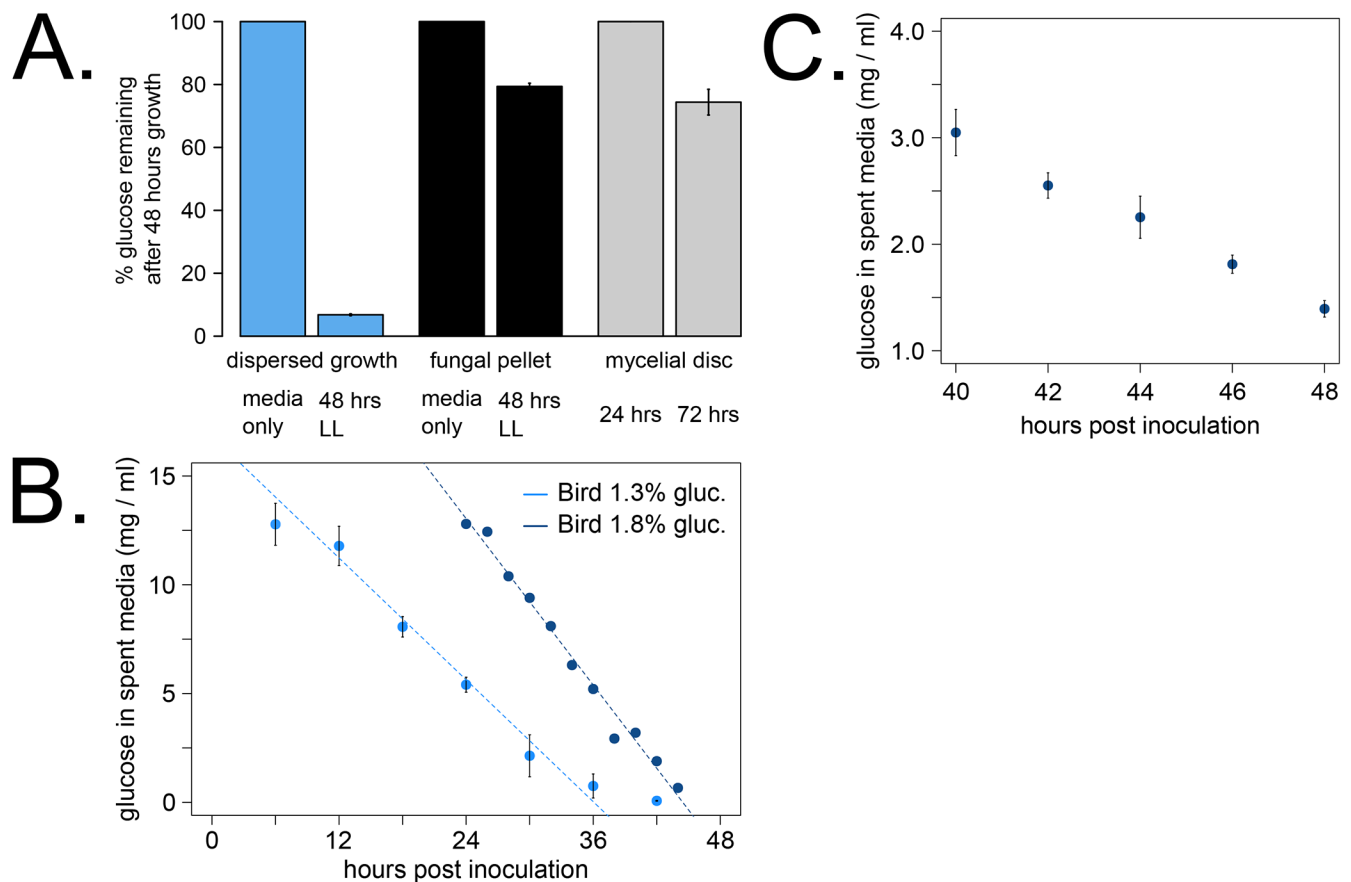 A.
% glucose remaining
after 48 hours growth
100
80
60
40
20
0
dispersed growth
fungal pellet
mycelial disc
media
only
48 hrs
LL
media
only
48 hrs
LL
24 hrs
72 hrs
B.
glucose in spent media (mg / ml)
15
10
5
0
Bird 1.3% gluc.
Bird 1.8% gluc.
0 12 24 36 48
hours post inoculation
C.
glucose in spent media (mg / ml)
4.0
3.0
2.0
1.0
40 42 44 46 48
hours post inoculation